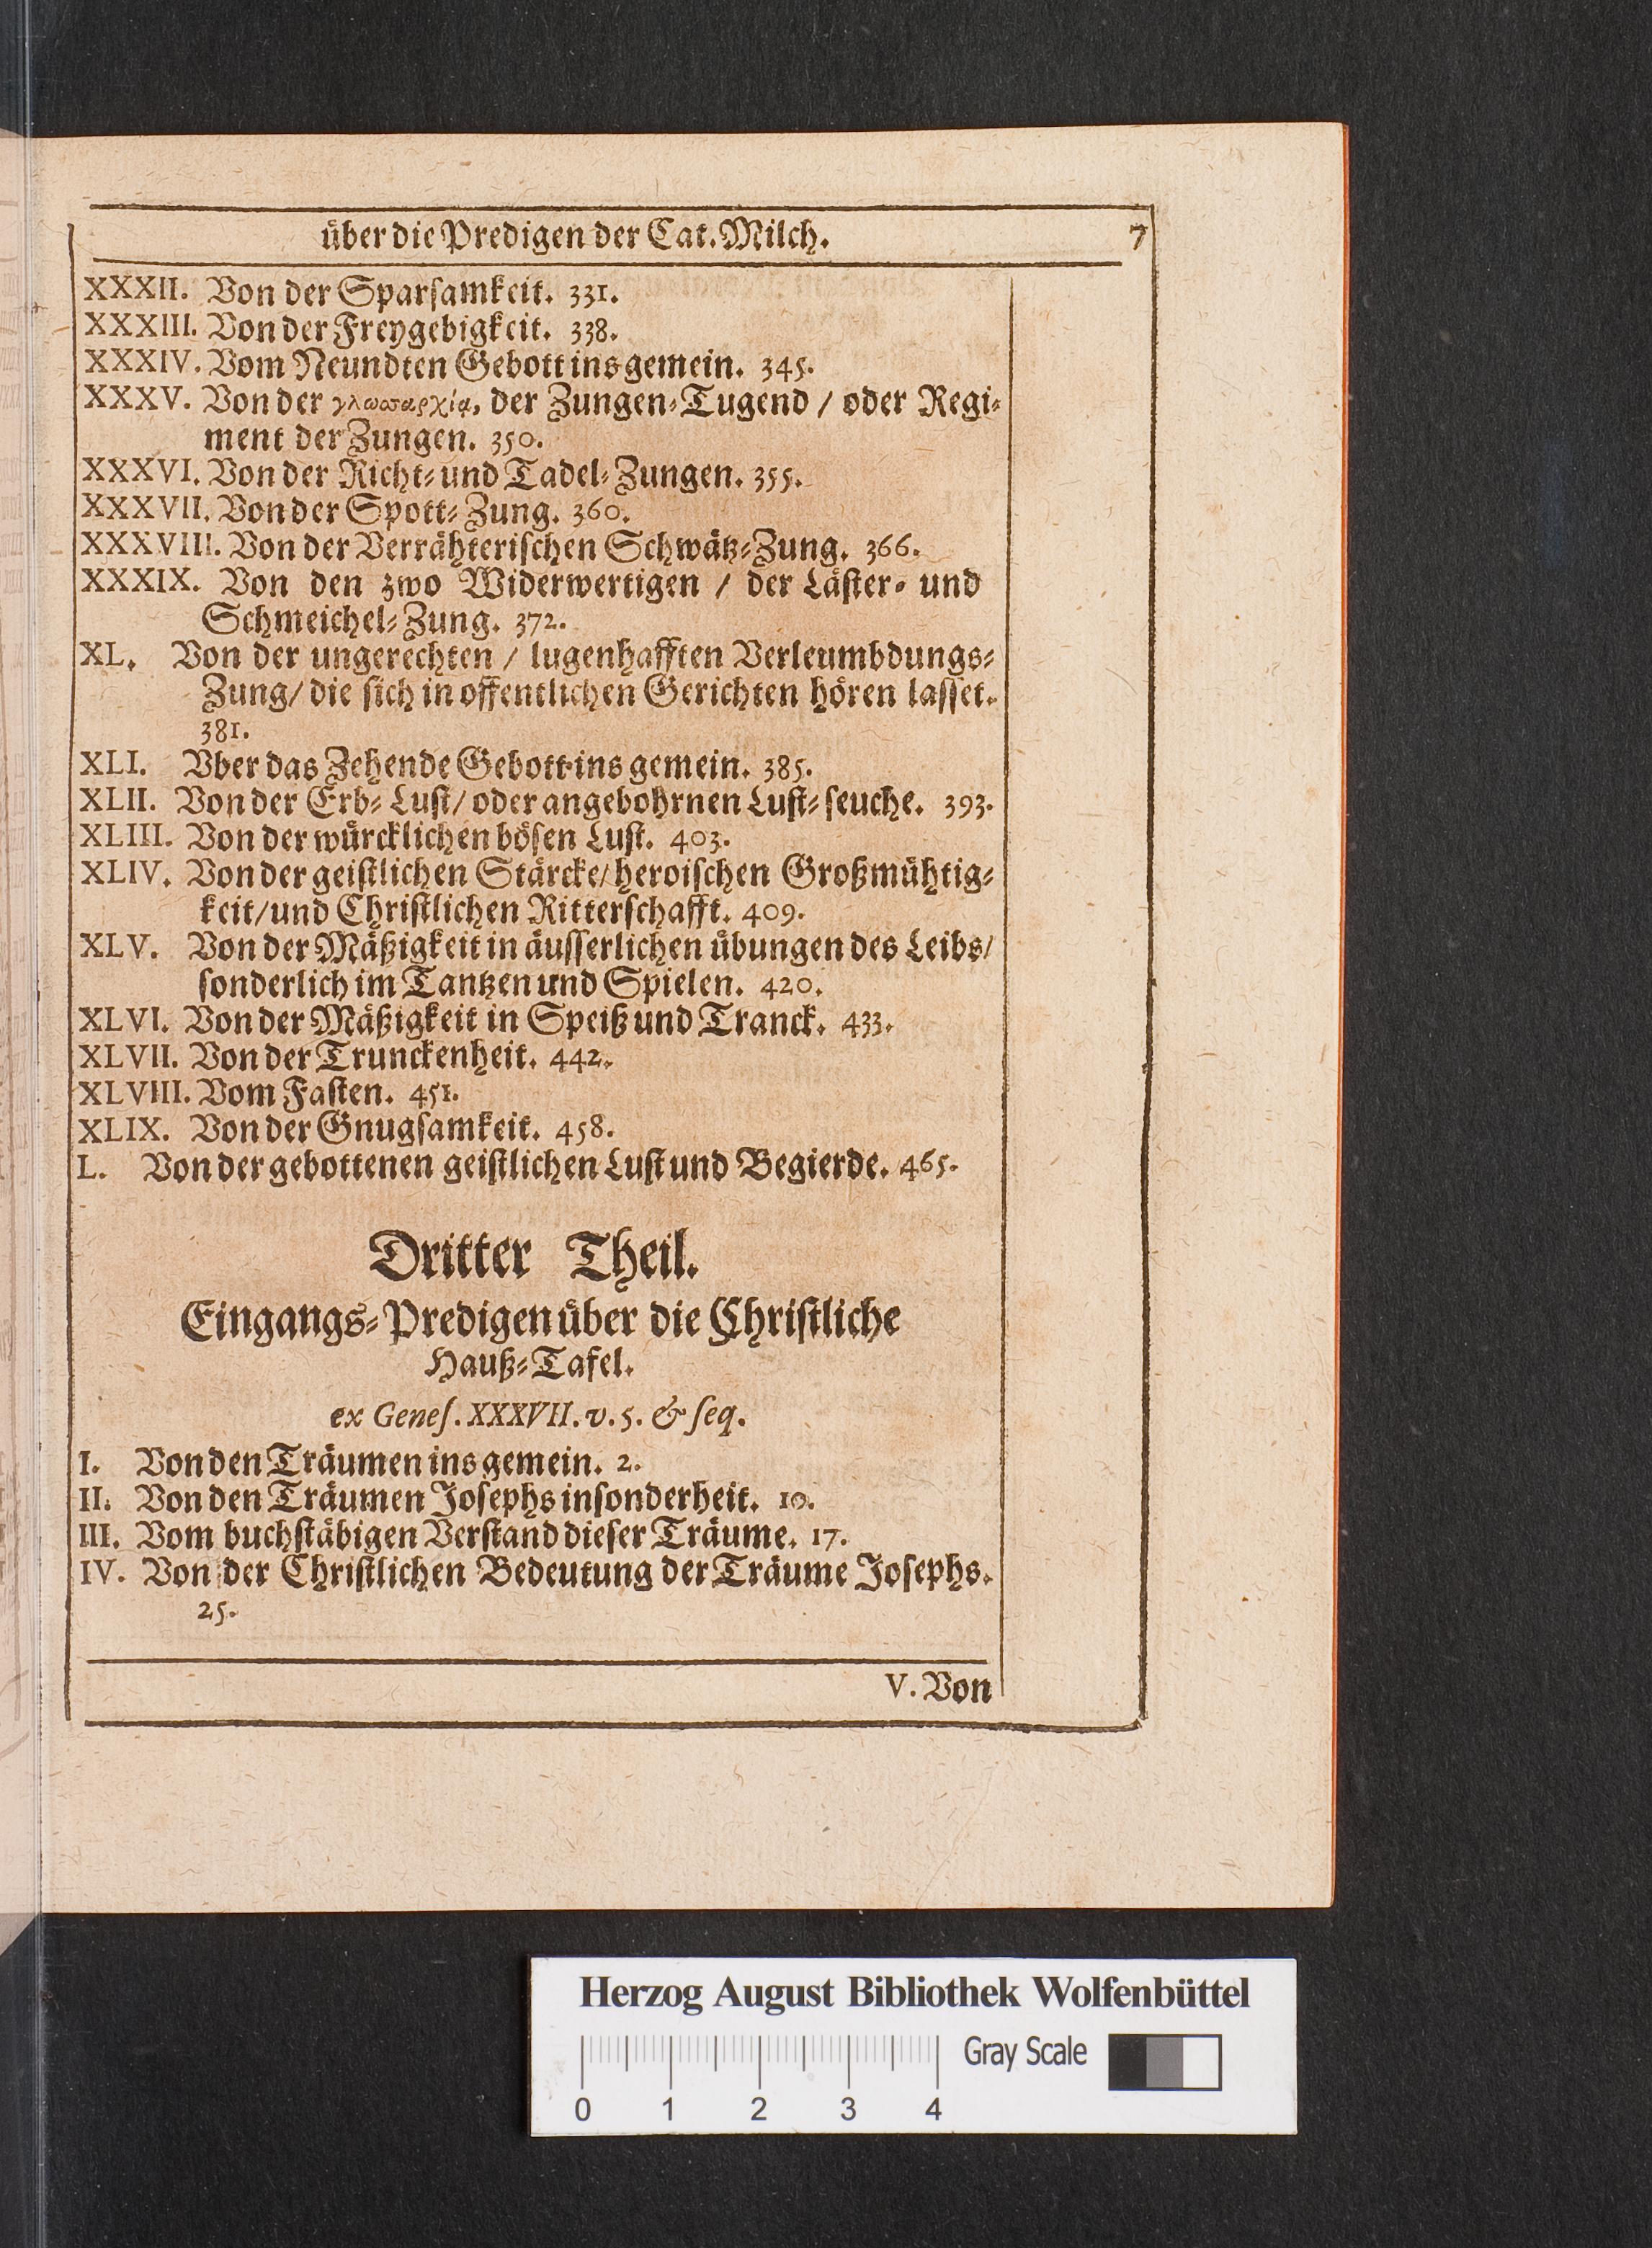 über die Predigen der Cat. Milch. 7
XXXII. Von der Sparſamkeit. 331.
XXXIII. Von der Freygebigkeit. 338.
XXXIV. Vom Neundten Gebott ins gemein. 345.
XXXV. Von der γλωσσαρχίᾳ, der Zungen-Tugend / oder Regi-
ment der Zungen. 350.
XXXVI. Von der Richt- und Tadel-Zungen. 355.
XXXVII. Von der Spott-Zung. 360.
XXXVIII. Von der Verrähteriſchen Schwätz-Zung. 366.
XXXIX. Von den zwo Widerwertigen / der Läſter- und
Schmeichel-Zung. 372.
XL. Von der ungerechten / lugenhafften Verleumbdungs-
Zung / die ſich in offentlichen Gerichten hören laſſet.
381.
XLI. Vber das Zehende Gebott ins gemein. 385.
XLII. Von der Erb-Luſt / oder angebohrnen Luſt-ſeuche. 393.
XLIII. Von der würcklichen böſen Luſt. 403.
XLIV. Von der geiſtlichen Stärcke / heroiſchen Großmühtig-
keit / und Chriſtlichen Ritterſchafft. 409.
XLV. Von der Mäßigkeit in äuſſerlichen übungen des Leibs /
ſonderlich im Tantzen und Spielen. 420.
XLVI. Von der Mäßigkeit in Speiß und Tranck. 433.
XLVII. Von der Trunckenheit. 442.
XLVIII. Vom Faſten. 451.
XLIX. Von der Gnugſamkeit. 458.
L. Von der gebottenen geiſtlichen Luſt und Begierde. 465.
Dritter Theil.
Eingangs-Predigen über die Chriſtliche
Hauß-Tafel.
ex Geneſ. XXXVII. v. 5. & ſeq.
I. Von den Träumen ins gemein. 2.
II. Von den Träumen Joſephs inſonderheit. 10.
III. Vom buchſtäbigen Verſtand dieſer Träume. 17.
IV. Von der Chriſtlichen Bedeutung der Träume Joſephs.
25.
V. Von
Herzog August Bibliothek Wolfenbüttel
Gray Scale
0 1 2 3 4